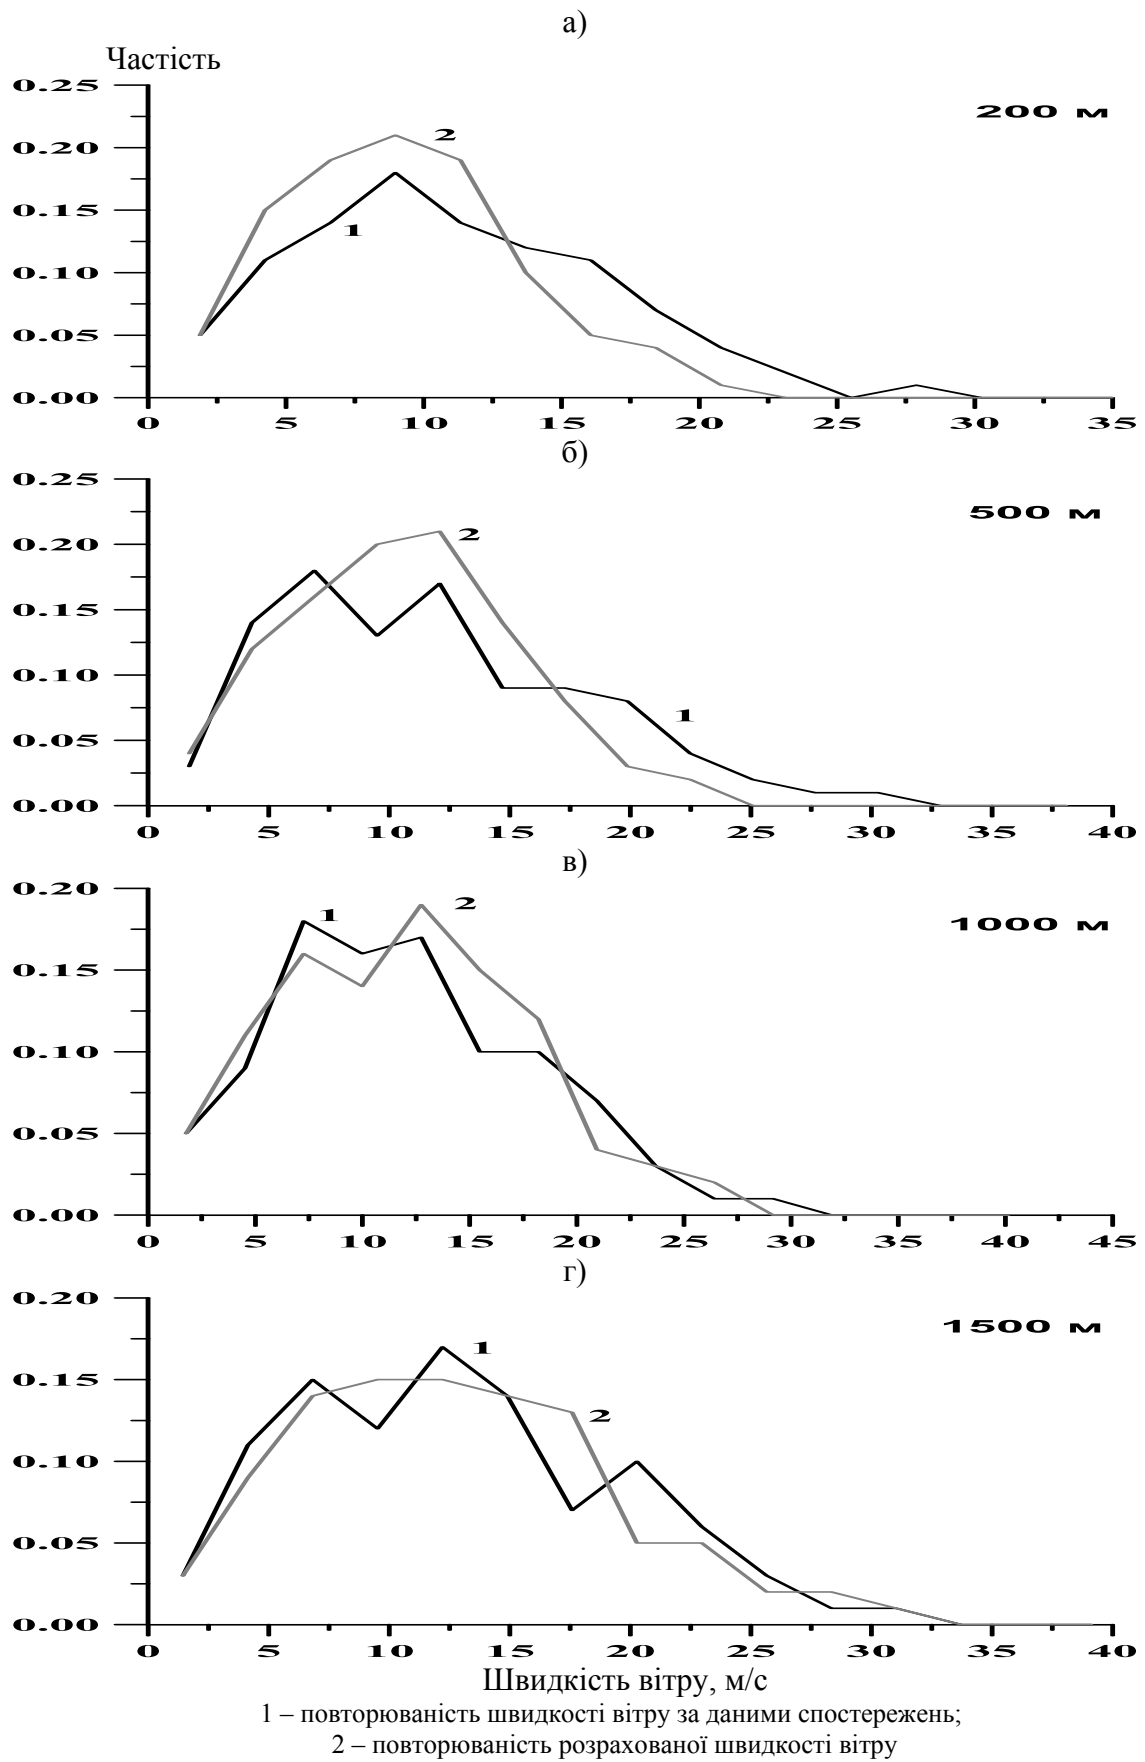 а)
Частість
0.25
200 м
0.20
2
0.15
1
0.10
0.05
0.00
0 5 10 15 20 25 30 35
б)
0.25
500 м
0.20
2
0.15
0.10
1
0.05
0.00
0 5 10 15 20 25 30 35 40
в)
0.20
1 2
1000 м
0.15
0.10
0.05
0.00
0 5 10 15 20 25 30 35 40 45
г)
0.20
1500 м
1
0.15
2
0.10
0.05
0.00
0 5 10 15 20 25 30 35 40
Швидкість вітру, м/с
1 – повторюваність швидкості вітру за даними спостережень;
2 – повторюваність розрахованої швидкості вітру